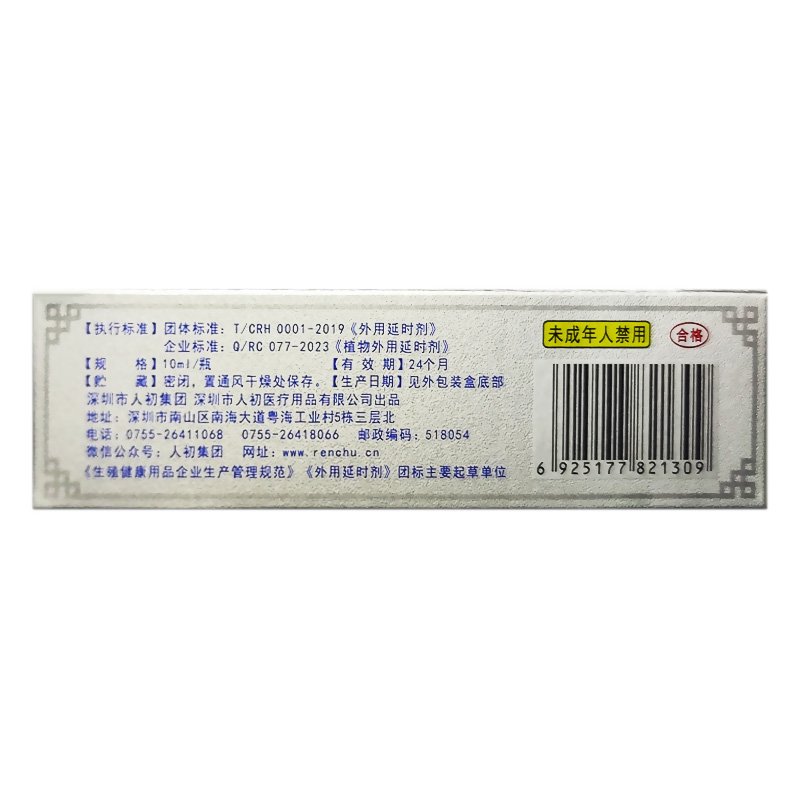 【执行标准】团体标准：T/CRH 0001-2019《外用延时剂》
企业标准：Q/RC 077-2023《植物外用延时剂》
【规 格】10ml/瓶 【有 效 期】24个月
【贮 藏】密闭，置通风干燥处保存。【生产日期】见外包装盒底部
深圳市人初集团 深圳市人初医疗用品有限公司出品
地址：深圳市南山区南海大道粤海工业村5栋三层北
电话：0755-26411068 0755-26418066 邮政编码：518054
微信公众号：人初集团 网址：www.renchu.cn
《生殖健康用品企业生产管理规范》《外用延时剂》团标主要起草单位
未成年人禁用
合格
6 925177 821309